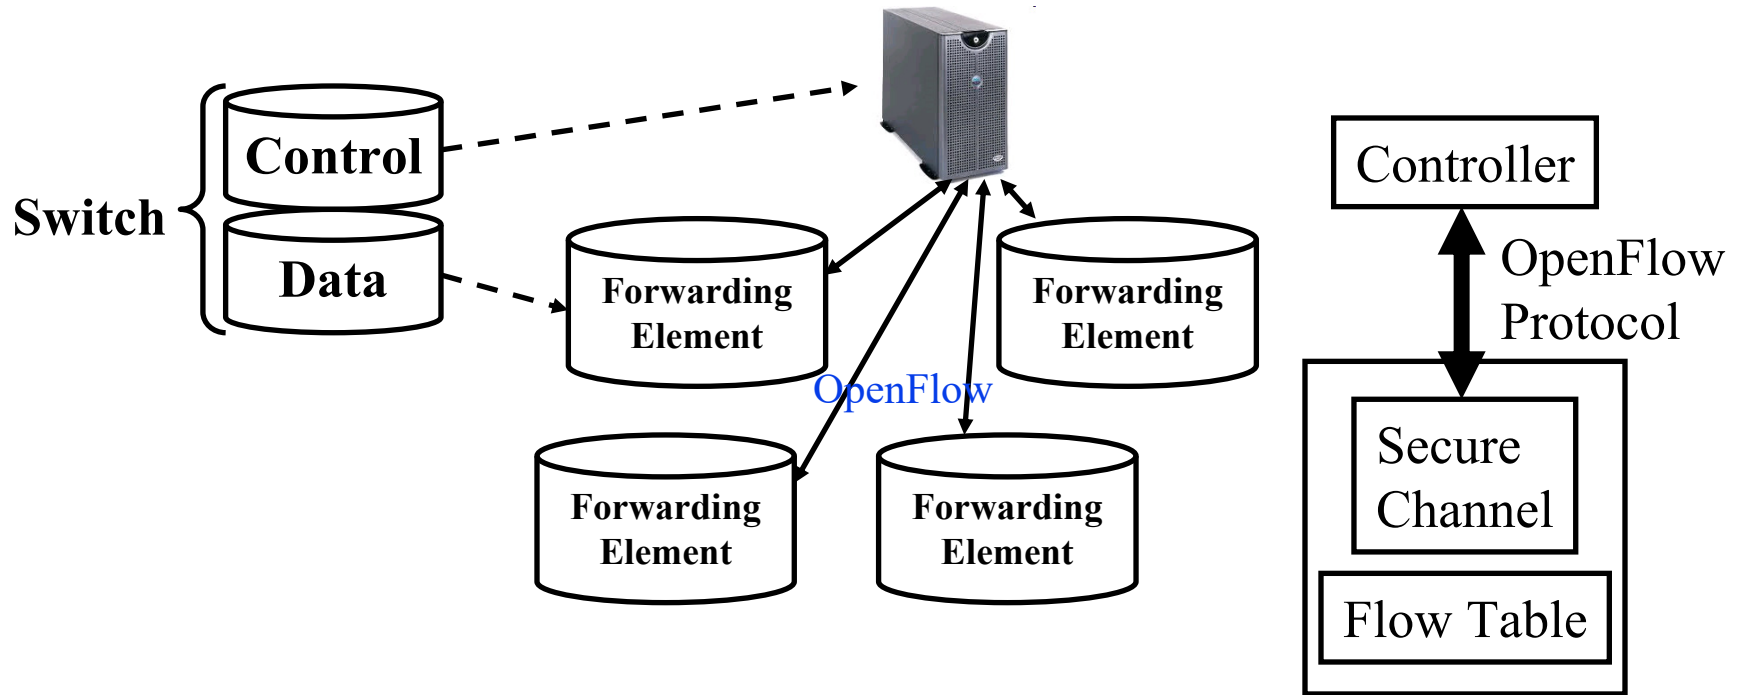 Switch
Control
Data
Forwarding
Element
Forwarding
Element
OpenFlow
Forwarding
Element
Forwarding
Element
Controller
OpenFlow
Protocol
Secure
Channel
Flow Table